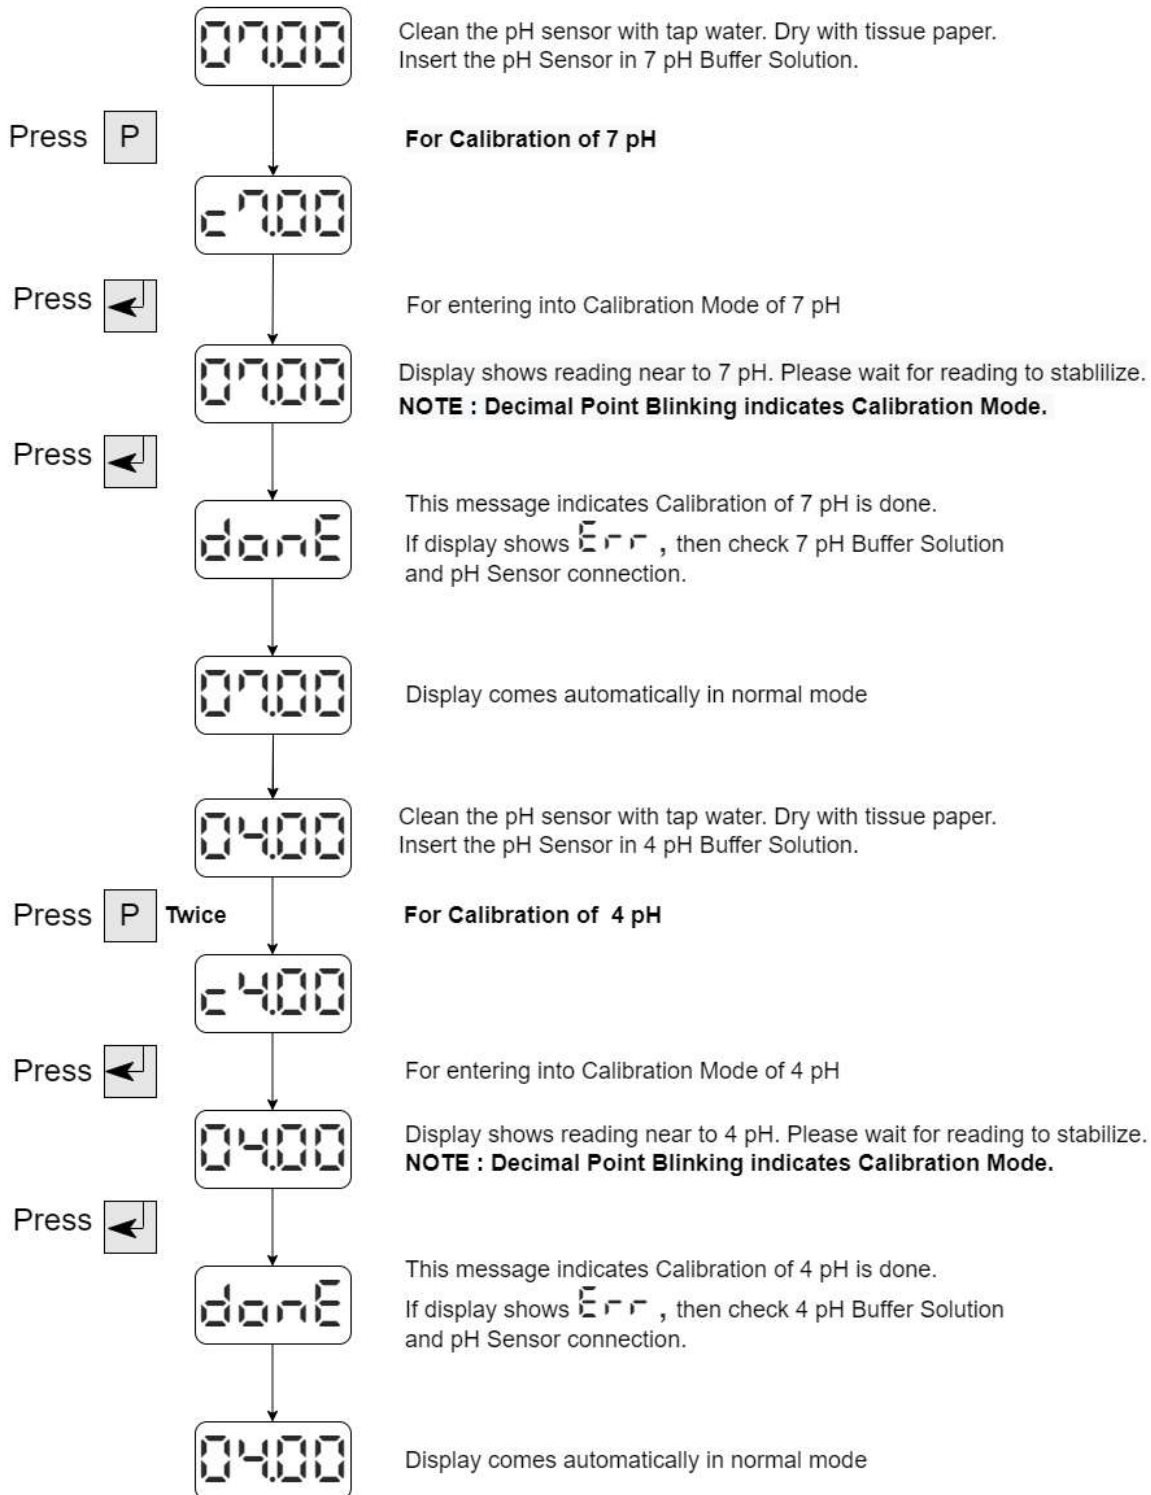 07.00
Clean the pH sensor with tap water. Dry with tissue paper.
Insert the pH Sensor in 7 pH Buffer Solution.
Press P
For Calibration of 7 pH
c7.00
Press
For entering into Calibration Mode of 7 pH
07.00
Display shows reading near to 7 pH. Please wait for reading to stablilize.
NOTE : Decimal Point Blinking indicates Calibration Mode.
Press
donE
This message indicates Calibration of 7 pH is done.
If display shows Err , then check 7 pH Buffer Solution
and pH Sensor connection.
07.00
Display comes automatically in normal mode
04.00
Clean the pH sensor with tap water. Dry with tissue paper.
Insert the pH Sensor in 4 pH Buffer Solution.
Press P Twice
For Calibration of 4 pH
c4.00
Press
For entering into Calibration Mode of 4 pH
04.00
Display shows reading near to 4 pH. Please wait for reading to stabilize.
NOTE : Decimal Point Blinking indicates Calibration Mode.
Press
donE
This message indicates Calibration of 4 pH is done.
If display shows Err , then check 4 pH Buffer Solution
and pH Sensor connection.
04.00
Display comes automatically in normal mode